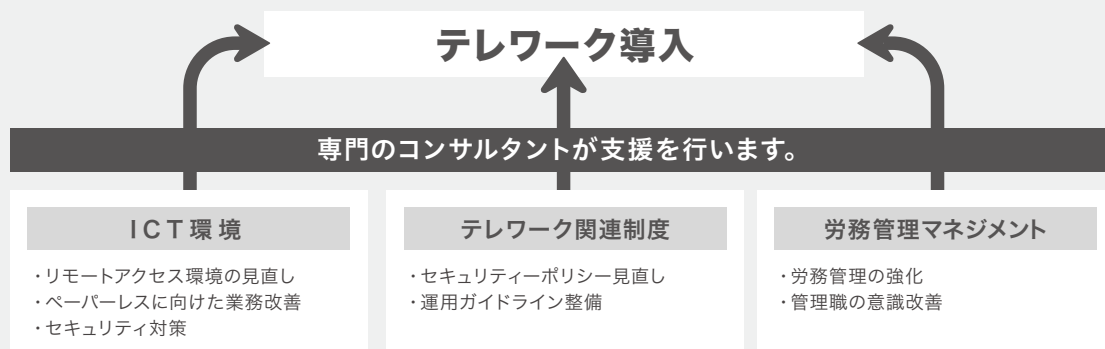 テレワーク導入
専門のコンサルタントが支援を行います。
ICT環境
・リモートアクセス環境の見直し
・ペーパーレスに向けた業務改善
・セキュリティ対策
テレワーク関連制度
・セキュリティーポリシー見直し
・運用ガイドライン整備
労務管理マネジメント
・労務管理の強化
・管理職の意識改善